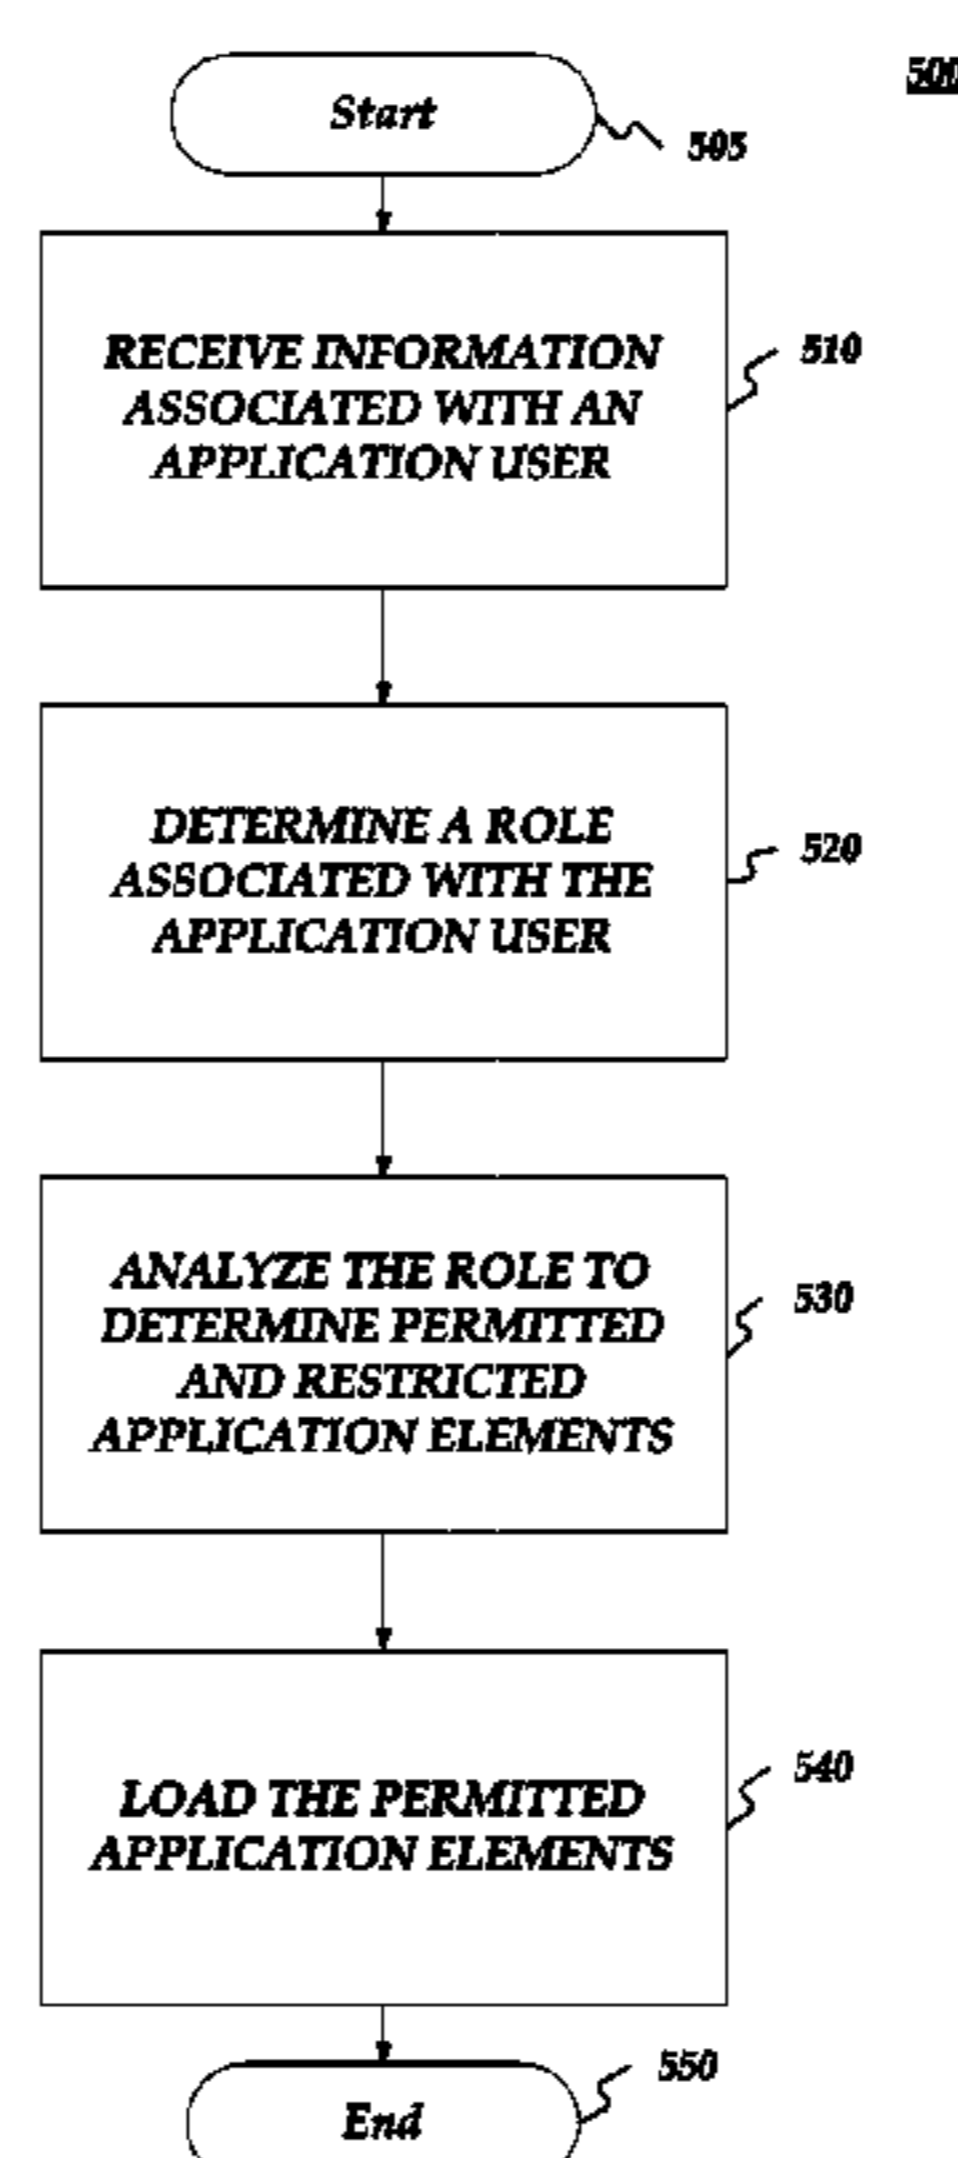 500
Start
505
RECEIVE INFORMATION
ASSOCIATED WITH AN
APPLICATION USER
510
DETERMINE A ROLE
ASSOCIATED WITH THE
APPLICATION USER
520
ANALYZE THE ROLE TO
DETERMINE PERMITTED
AND RESTRICTED
APPLICATION ELEMENTS
530
LOAD THE PERMITTED
APPLICATION ELEMENTS
540
End
550